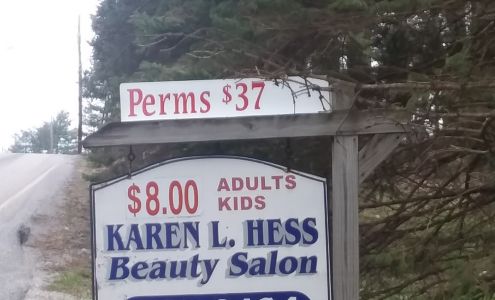 Perms $37
$8.00 ADULTS
KIDS
KAREN L. HESS
Beauty Salon